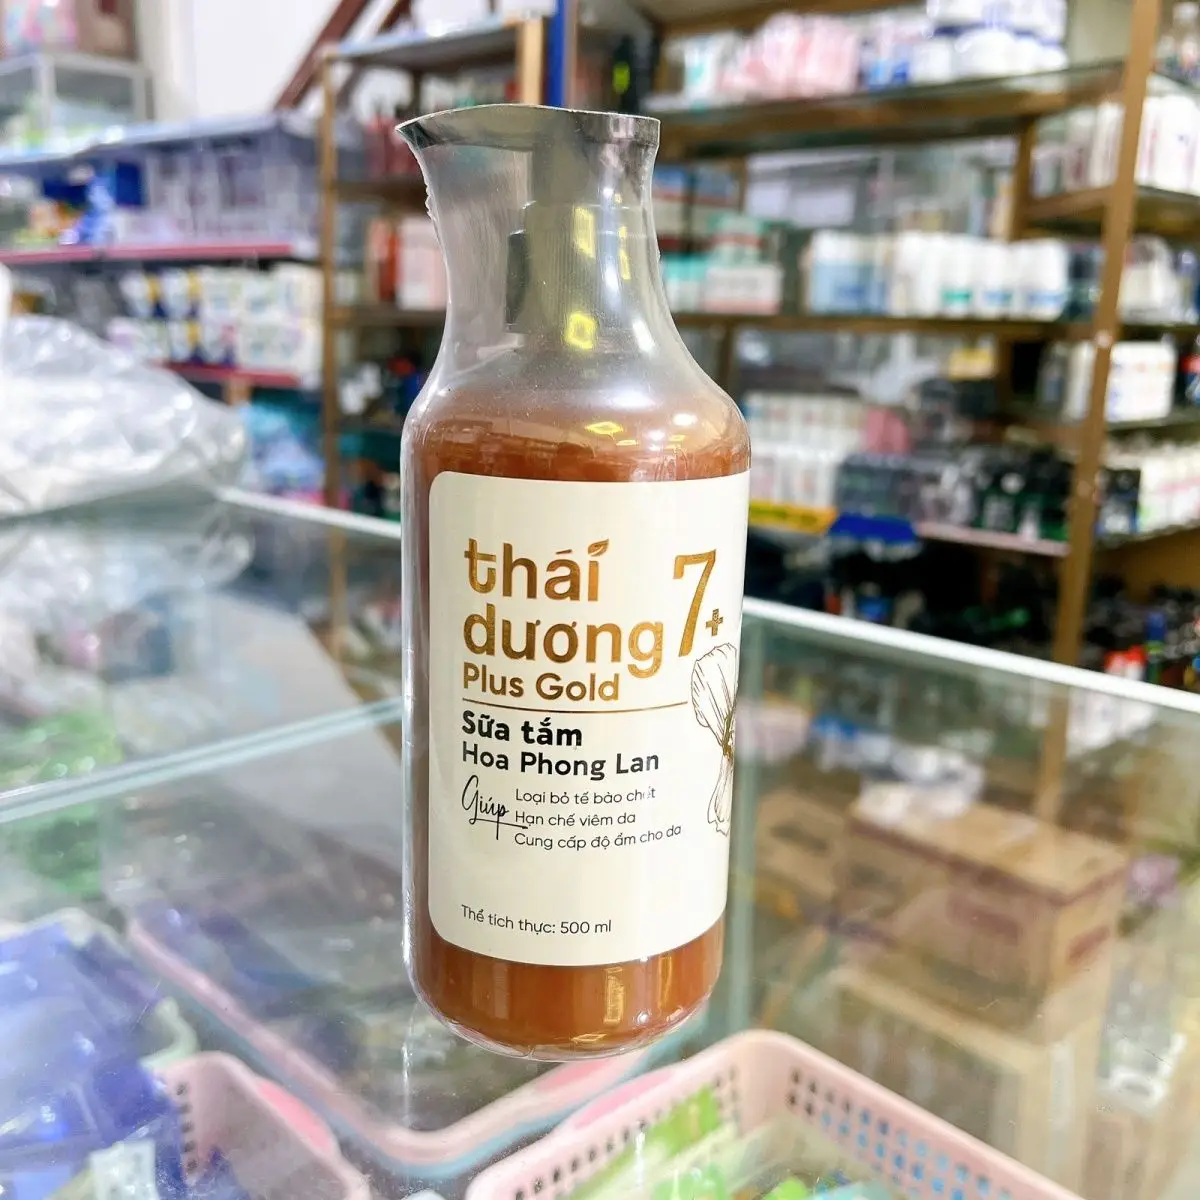 thái
dương 7+
Plus Gold
Sữa tắm
Hoa Phong Lan
Giúp
Loại bỏ tế bào chết
Hạn chế viêm da
Cung cấp độ ẩm cho da
Thể tích thực: 500 ml